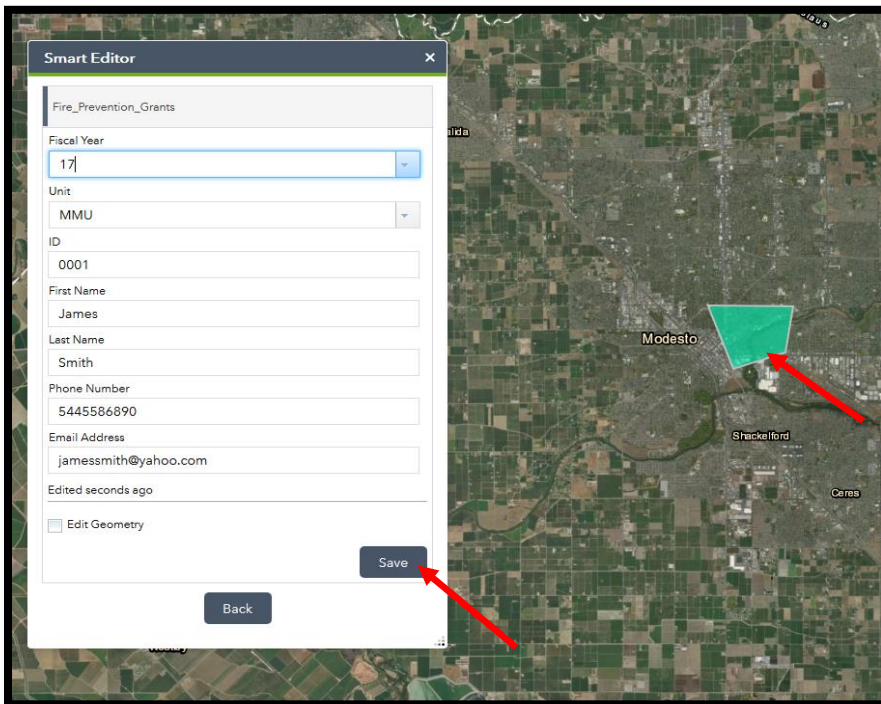 Smart Editor
×
Fire_Prevention_Grants
Fiscal Year
17
Unit
MMU
ID
0001
First Name
James
Last Name
Smith
Phone Number
5445586890
Email Address
jamessmith@yahoo.com
Edited seconds ago
Edit Geometry
Save
Back
alida
Modesto
Shackelford
Ceres